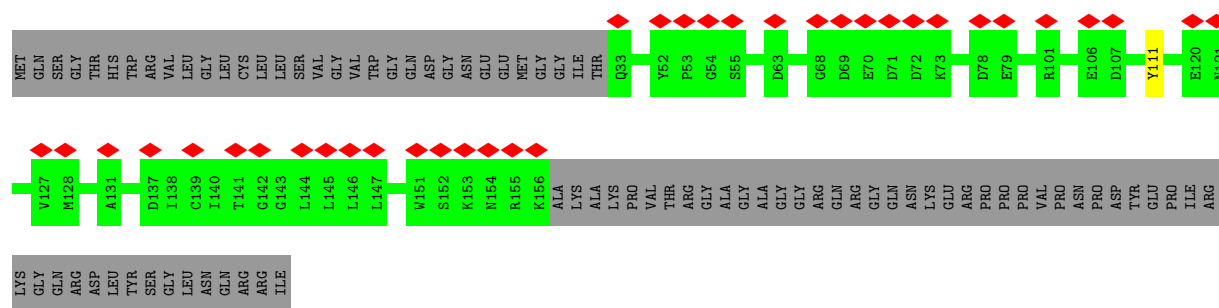 MET GLN SER GLY THR HIS TRP ARG VAL LEU GLY LEU CYS LEU LEU SER VAL GLY VAL TRP GLY GLN ASP GLY ASN GLU GLU MET GLY GLY ILE THR Q33 Y52 P53 G54 S55 D63 G68 D69 E70 D71 D72 K73 D78 E79 R101 E106 D107 Y111 E120 N121
V127 M128 A131 D137 I138 C139 I140 T141 G142 G143 L144 L145 L146 L147 W151 S152 K153 N154 R155 K156 ALA LYS ALA LYS PRO VAL THR ARG GLY ALA GLY ALA GLY GLY ARG GLN ARG GLY GLN ASN LYS GLU ARG PRO PRO PRO VAL PRO ASN PRO ASP TYR GLU PRO ILE ARG
LYS GLY GLN ARG ASP LEU TYR SER GLY LEU ASN GLN ARG ARG ILE